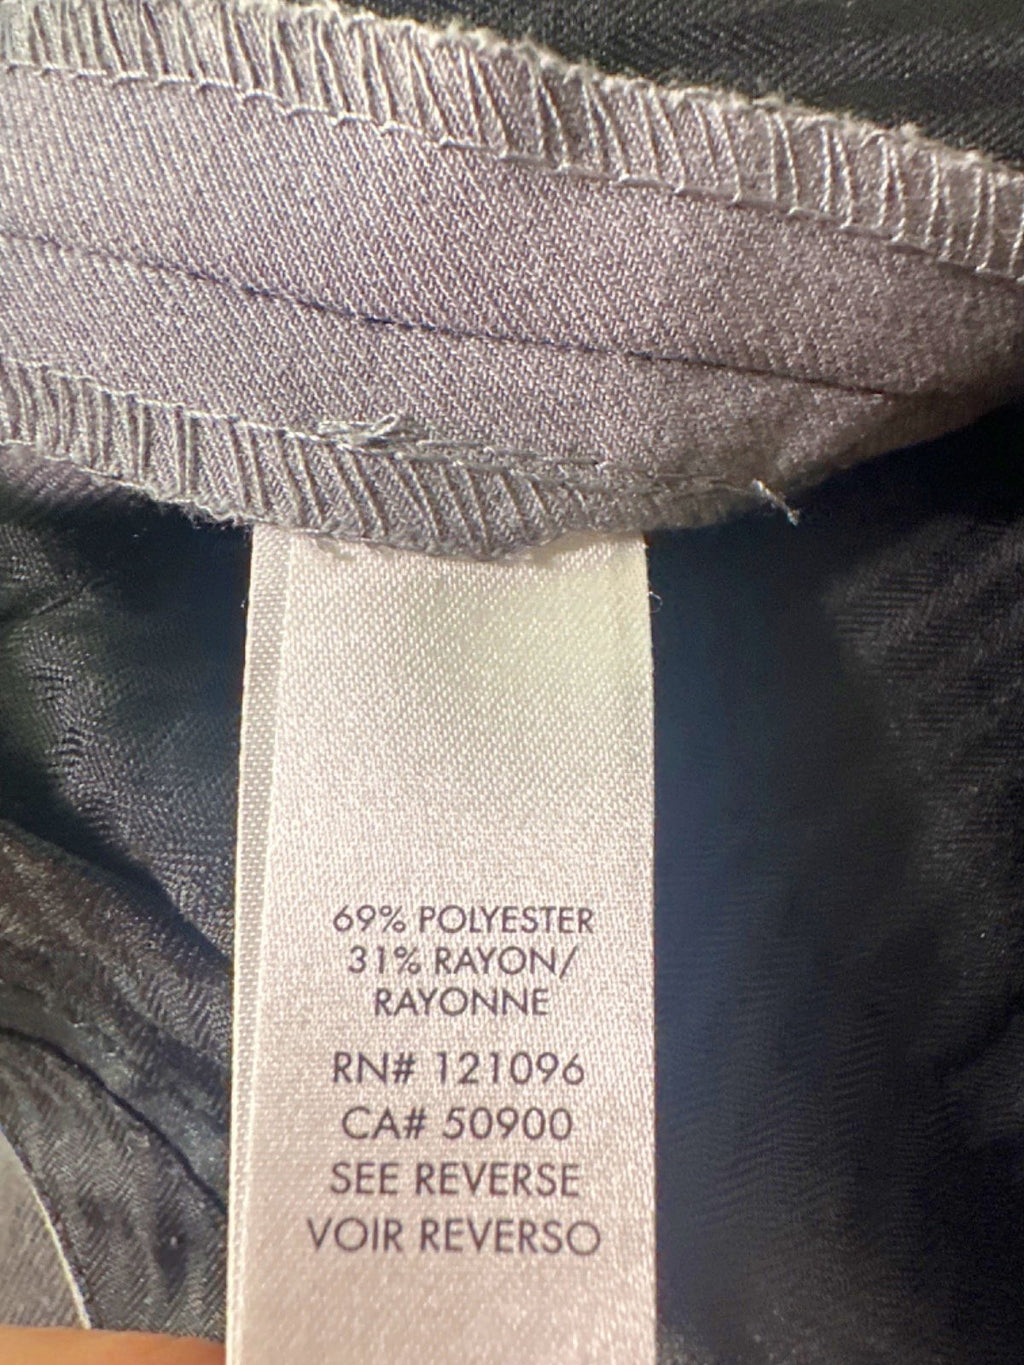 69% POLYESTER
31% RAYON/
RAYONNE
RN# 121096
CA# 50900
SEE REVERSE
VOIR REVERSO